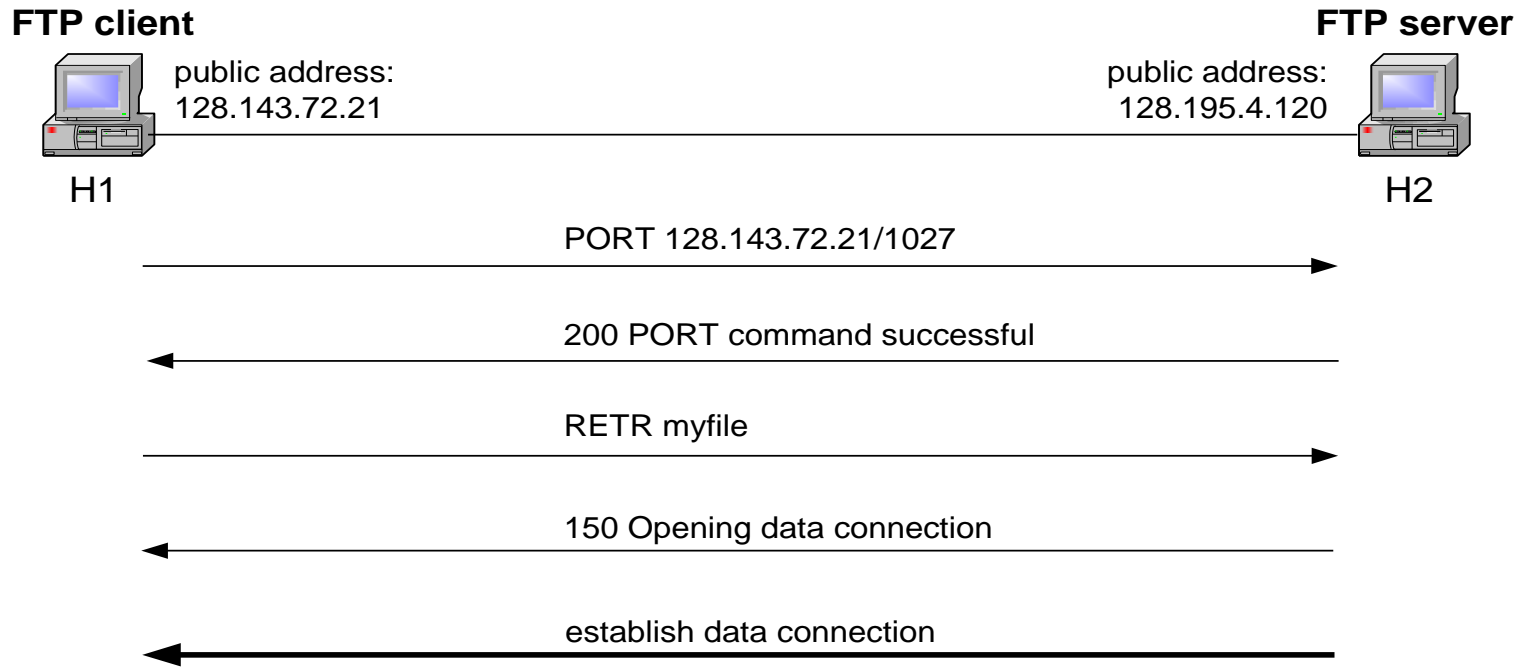 FTP client
FTP server
public address:
128.143.72.21
public address:
128.195.4.120
H1
H2
PORT 128.143.72.21/1027
200 PORT command successful
RETR myfile
150 Opening data connection
establish data connection